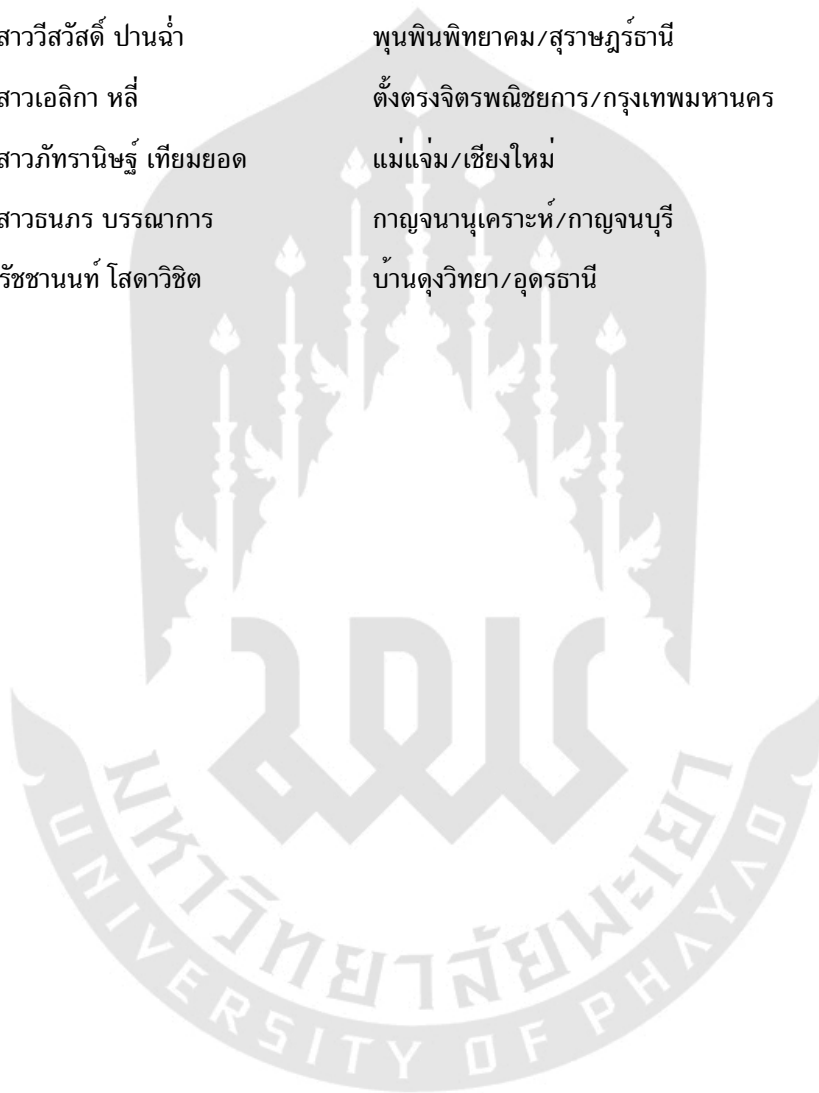 สาววีสวัสดิ์ ปานฉ่ำ พุนพินพิทยาคม/สุราษฎร์ธานี
สาวเอลิกา หลี่ ตั้งตรงจิตรพณิชยการ/กรุงเทพมหานคร
สาวภัทรานิษฐ์ เทียมยอด แม่แจ่ม/เชียงใหม่
สาวธนภร บรรณาการ กาญจนานุเคราะห์/กาญจนบุรี
รัชชานนท์ โสดาวิชิต บ้านดุงวิทยา/อุดรธานี
มหาวิทยาลัยพะเยา
UNIVERSITY OF PHAYAO